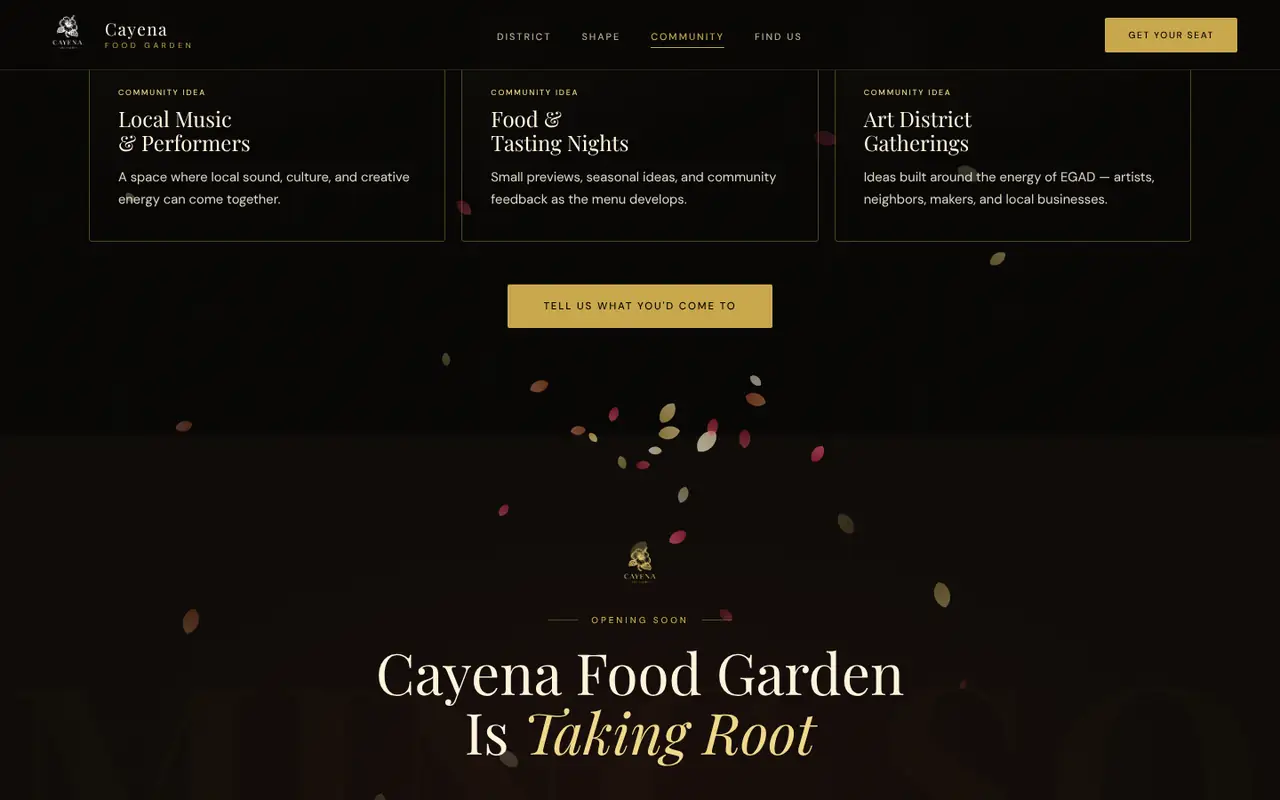 CAYENA
Cayena
FOOD GARDEN
DISTRICT
SHAPE
COMMUNITY
FIND US
GET YOUR SEAT
COMMUNITY IDEA
Local Music
& Performers
A space where local sound, culture, and creative
energy can come together.
COMMUNITY IDEA
Food &
Tasting Nights
Small previews, seasonal ideas, and community
feedback as the menu develops.
COMMUNITY IDEA
Art District
Gatherings
Ideas built around the energy of EGAD — artists,
neighbors, makers, and local businesses.
TELL US WHAT YOU'D COME TO
CAYENA
OPENING SOON
Cayena Food Garden
Is Taking Root